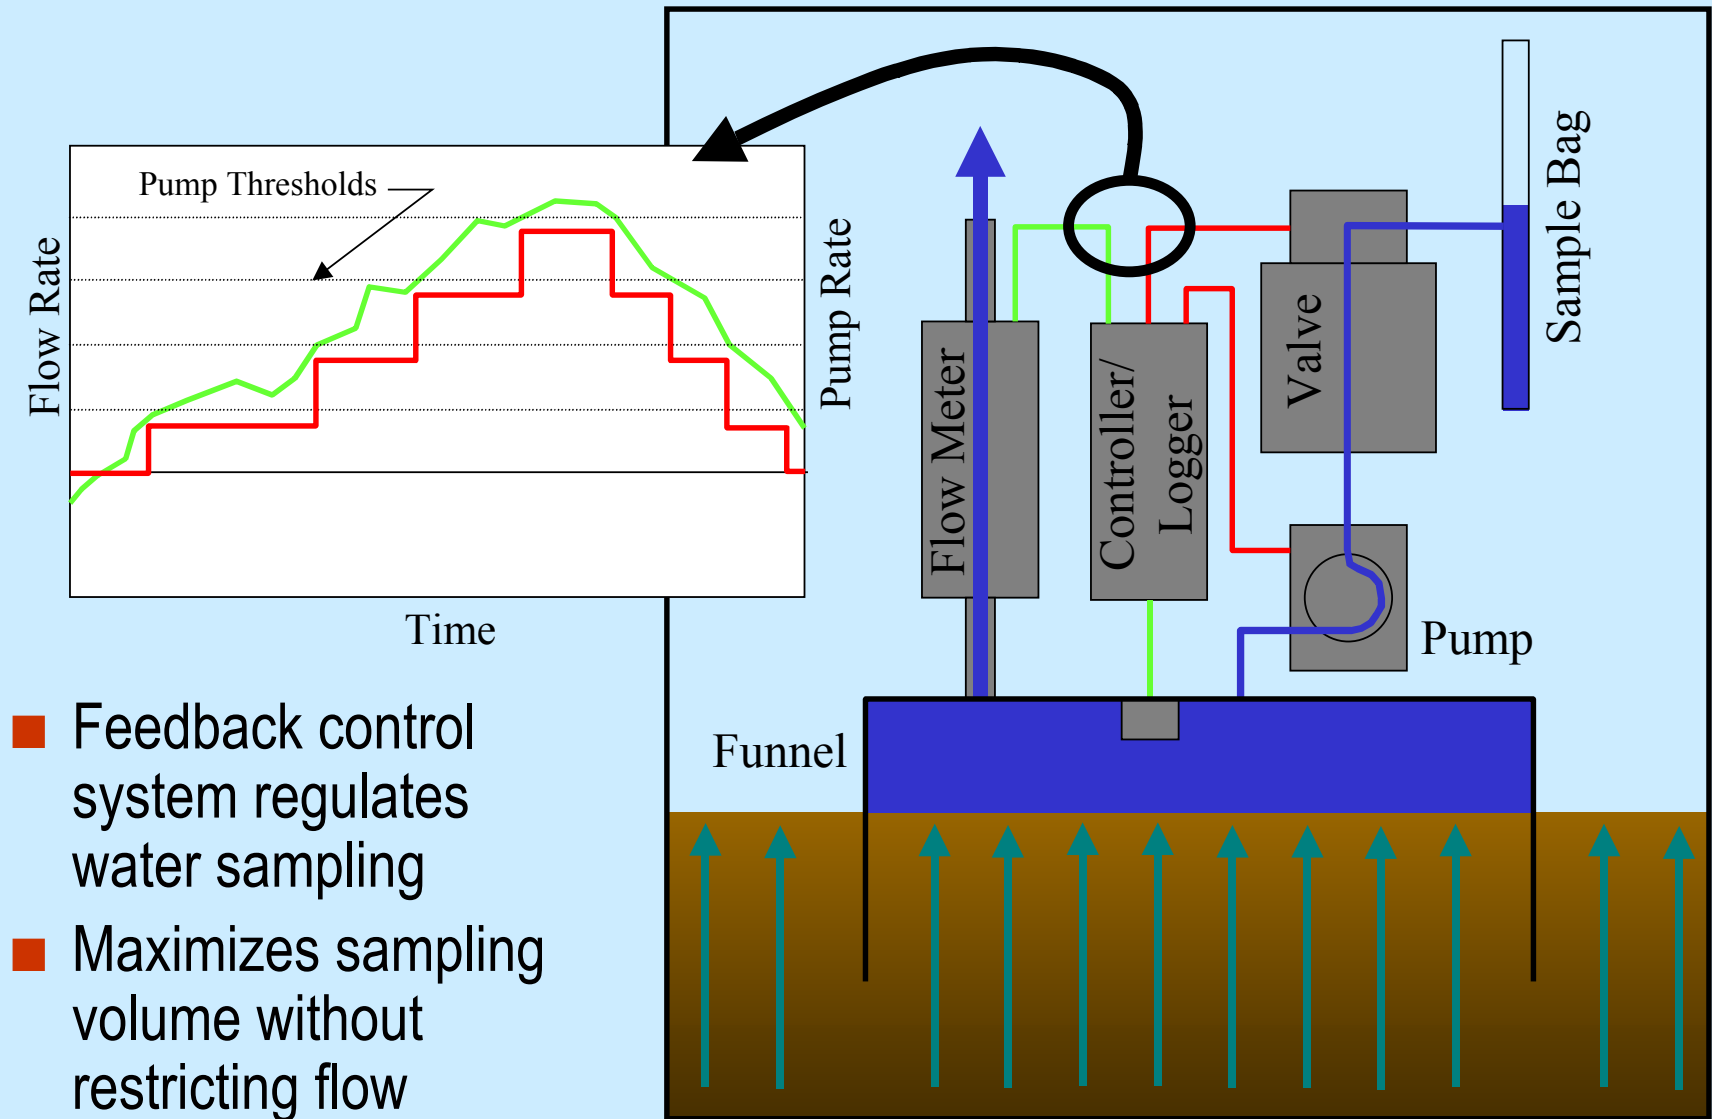 Pump Thresholds
Flow Rate
Pump Rate
Time
Flow Meter
Controller/
Logger
Valve
Sample Bag
Pump
Funnel
Feedback control
system regulates
water sampling
Maximizes sampling
volume without
restricting flow